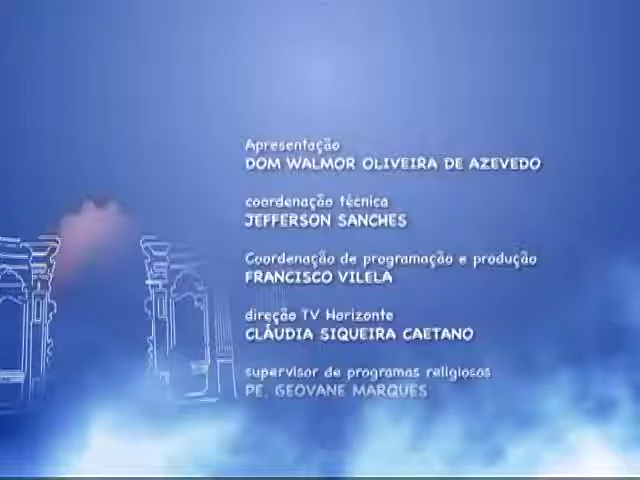 Apresentação
DOM WALMOR OLIVEIRA DE AZEVEDO
coordenação técnica
JEFFERSON SANCHES
Coordenação de programação e produção
FRANCISCO VILELA
direção TV Horizonte
CLÁUDIA SIQUEIRA CAETANO
supervisor de programas religiosos
PE. GEOVANE MARQUES